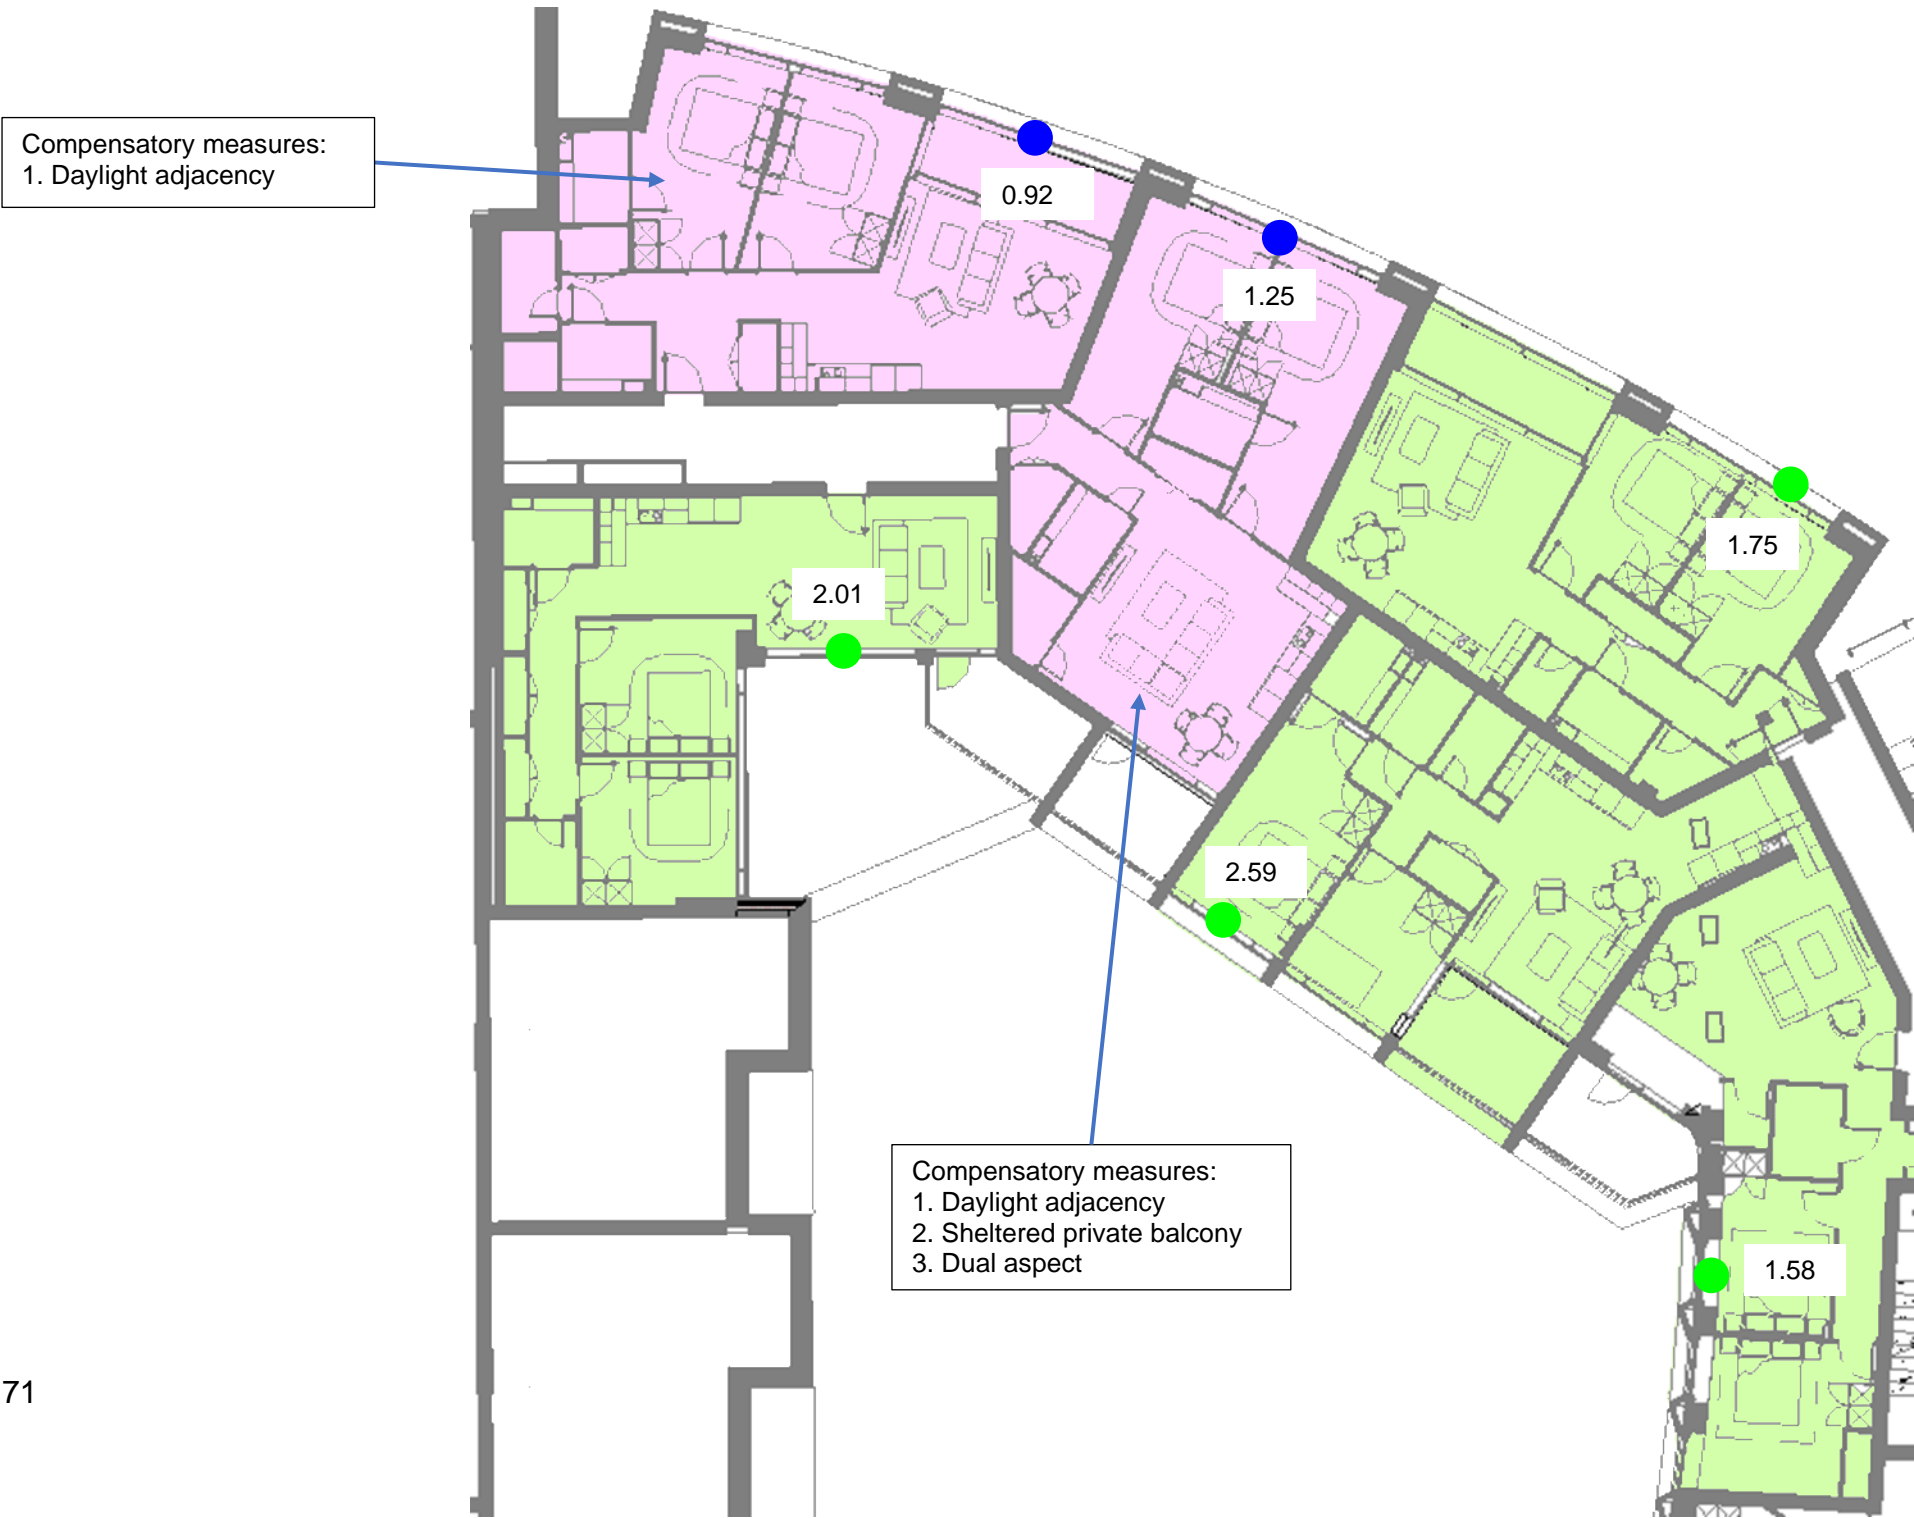 Compensatory measures:
1. Daylight adjacency
0.92
1.25
1.75
2.01
2.59
Compensatory measures:
1. Daylight adjacency
2. Sheltered private balcony
3. Dual aspect
1.58
71